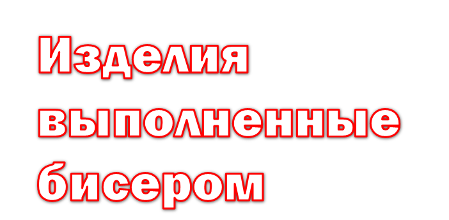 Изделия
выполненные
бисером